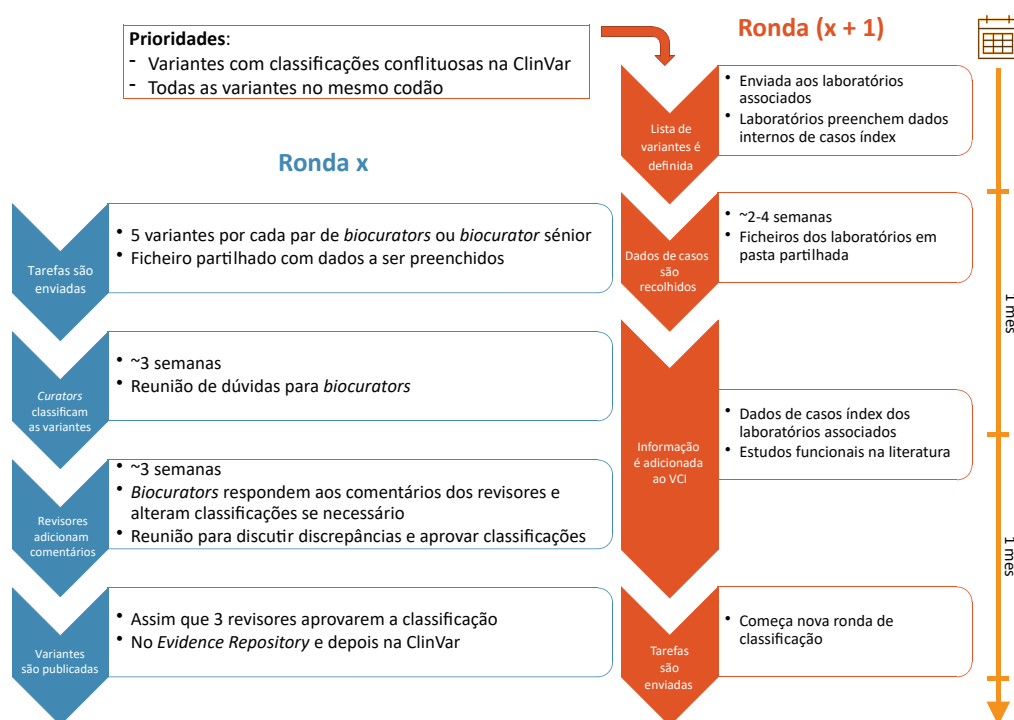 Prioridades:
- Variantes com classificações conflituosas na ClinVar
- Todas as variantes no mesmo codão
Ronda x
Tarefas são
enviadas
• 5 variantes por cada par de biocurators ou biocurator sénior
• Ficheiro partilhado com dados a ser preenchidos
Curators
classificam
as variantes
• ~3 semanas
• Reunião de dúvidas para biocurators
Revisores
adicionam
comentários
• ~3 semanas
• Biocurators respondem aos comentários dos revisores e
alteram classificações se necessário
• Reunião para discutir discrepâncias e aprovar classificações
Variantes
são publicadas
• Assim que 3 revisores aprovarem a classificação
• No Evidence Repository e depois na ClinVar
Ronda (x + 1)
Lista de
variantes é
definida
• Enviada aos laboratórios
associados
• Laboratórios preenchem dados
internos de casos índex
Dados de casos
são
recolhidos
• ~2-4 semanas
• Ficheiros dos laboratórios em
pasta partilhada
Informação
é adicionada
ao VCI
• Dados de casos índex dos
laboratórios associados
• Estudos funcionais na literatura
Tarefas
são
enviadas
• Começa nova ronda de
classificação
1 mes
1 mes